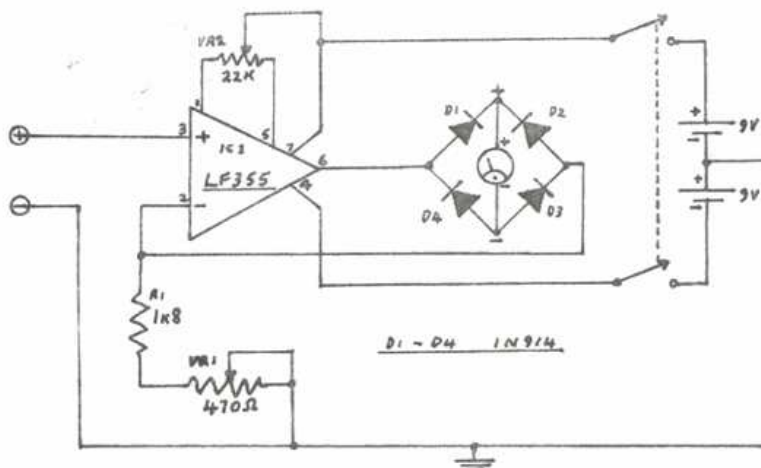 VR2
22K
1
3
+
5
7
6
IC1
LF355
4
2
−
+
−
D1
+
D2
+
−
D4
D3
−
+
−
9V
+
−
9V
R1
1K8
VR1
470Ω
D1 - D4 1N914